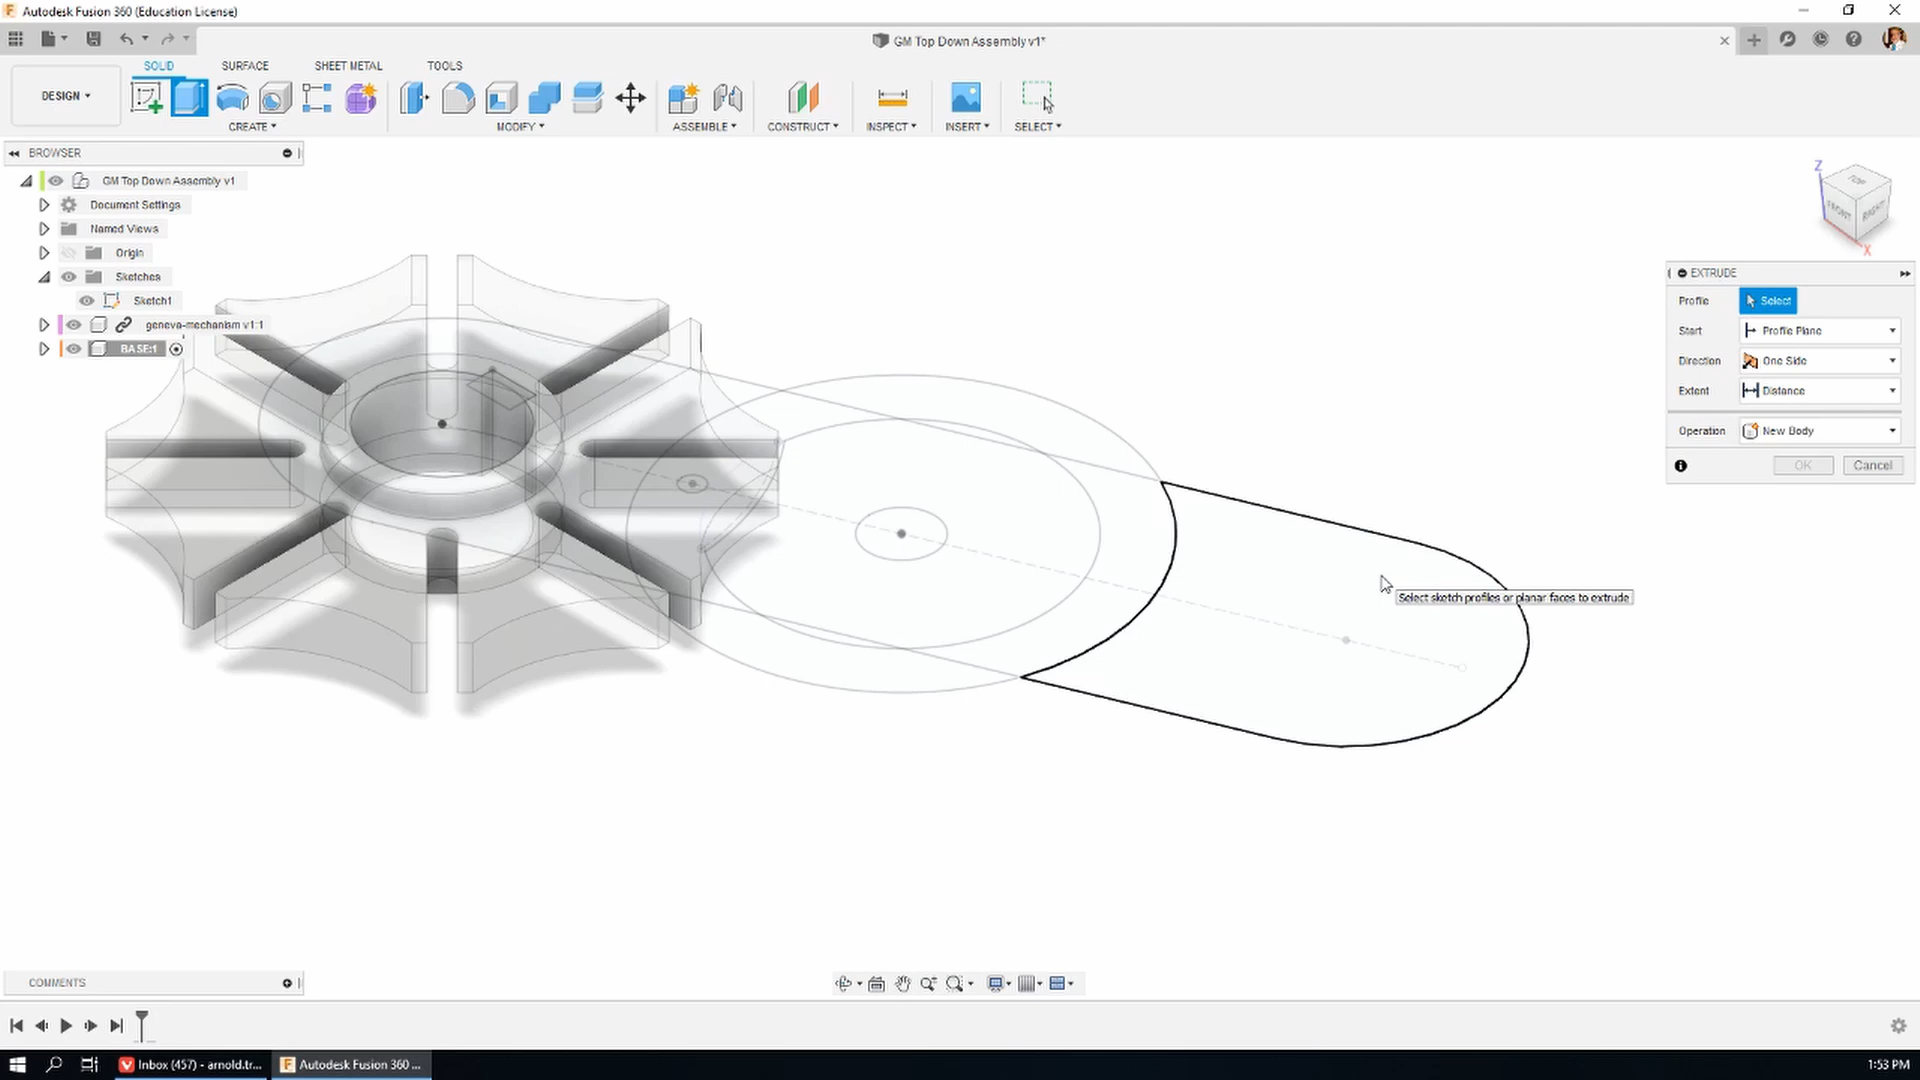 Autodesk Fusion 360 (Education License)
GM Top Down Assembly v1*
DESIGN
SOLID
SURFACE
SHEET METAL
TOOLS
CREATE
MODIFY
ASSEMBLE
CONSTRUCT
INSPECT
INSERT
SELECT
BROWSER
GM Top Down Assembly v1
Document Settings
Named Views
Origin
Sketches
Sketch1
geneva-mechanism v1:1
BASE:1
Z
TOP
FRONT
RIGHT
X
EXTRUDE
Profile
Select
Start
Profile Plane
Direction
One Side
Extent
Distance
Operation
New Body
OK
Cancel
Select sketch profiles or planar faces to extrude
COMMENTS
Inbox (457) - arnold.tr...
Autodesk Fusion 360 ...
1:53 PM